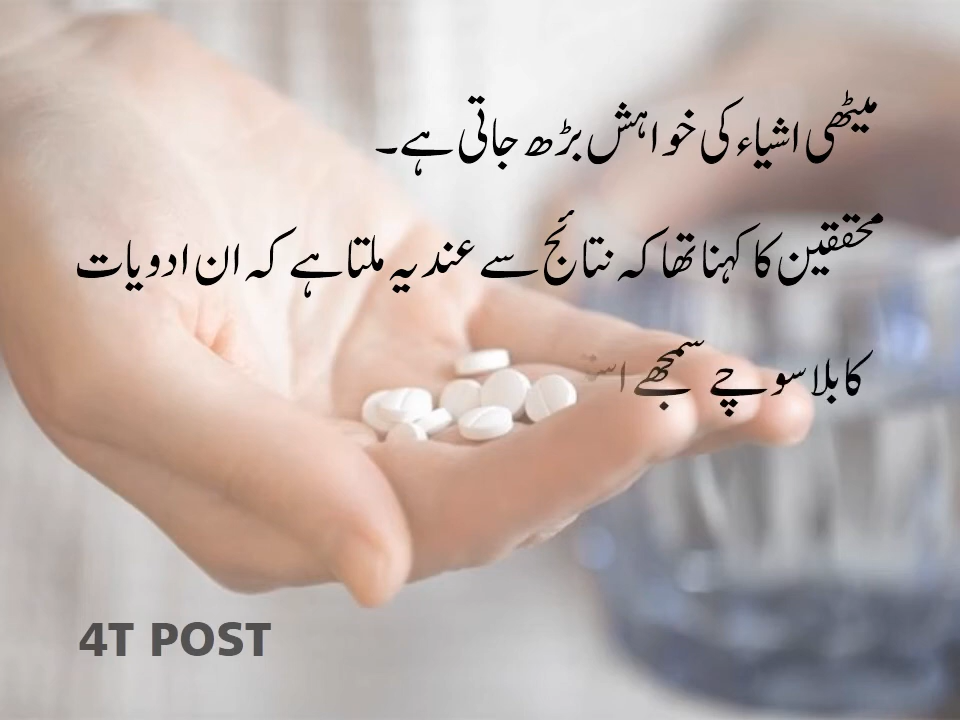 میٹھی اشیاء کی خواہش بڑھ جاتی ہے۔
محققین کا کہنا تھا کہ نتائج سے عندیہ ملتا ہے کہ ان ادویات
کا بلا سوچے سمجھے
4T POST